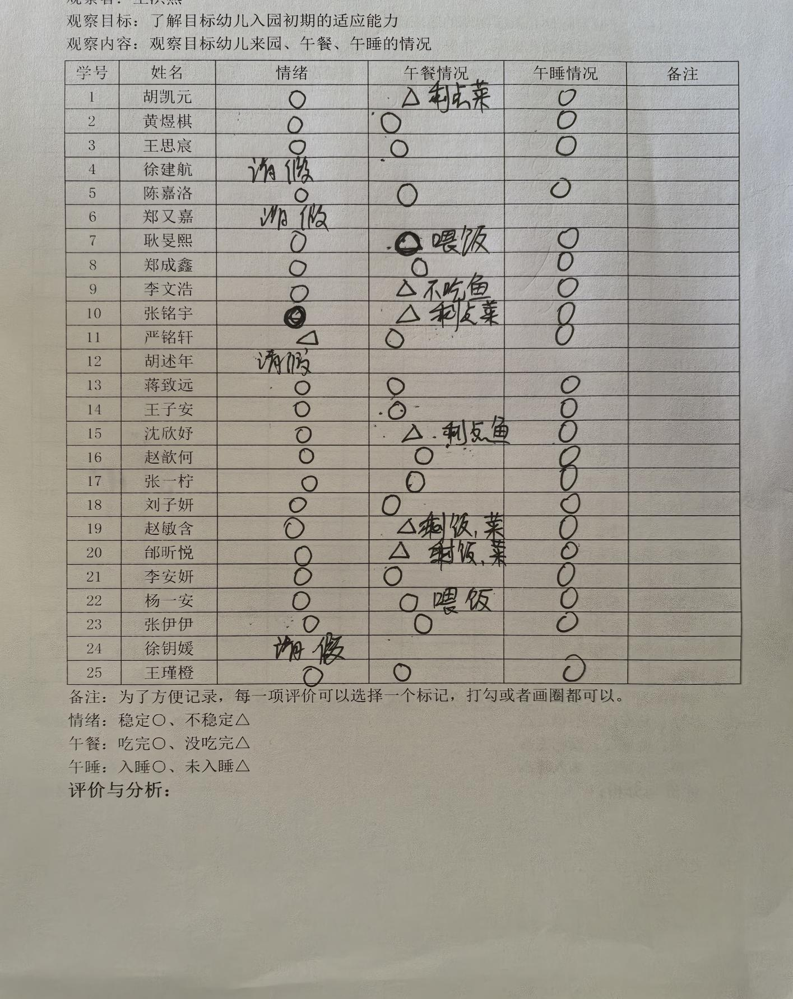 观察目标：了解目标幼儿入园初期的适应能力
观察内容：观察目标幼儿来园、午餐、午睡的情况
学号 姓名 情绪 午餐情况 午睡情况 备注
1 胡凯元 ○ △ 剩点菜 ○
2 黄煜棋 ○ ○ ○
3 王思宸 ○ ○ ○
4 徐建航 请假
5 陈嘉洛 ○ ○ ○
6 郑又嘉 请假
7 耿旻熙 ○ 喂饭 ○
8 郑成鑫 ○ ○ ○
9 李文浩 ○ △ 不吃鱼 ○
10 张铭宇 △ 剩点菜 ○
11 严铭轩 △ ○ ○
12 胡述年 请假
13 蒋致远 ○ ○ ○
14 王子安 ○ ○ ○
15 沈欣妤 ○ △ 剩点鱼 ○
16 赵歆何 ○ ○ ○
17 张一柠 ○ ○ ○
18 刘子妍 ○ ○ ○
19 赵敏含 ○ △ 剩饭，菜 ○
20 邰昕悦 ○ △ 剩饭，菜 ○
21 李安妍 ○ ○ ○
22 杨一安 ○ ○ 喂饭 ○
23 张伊伊 ○ ○ ○
24 徐钥媛 请假
25 王瑾橙 ○ ○ ○
备注：为了方便记录，每一项评价可以选择一个标记，打勾或者画圈都可以。
情绪：稳定○、不稳定△
午餐：吃完○、没吃完△
午睡：入睡○、未入睡△
评价与分析：